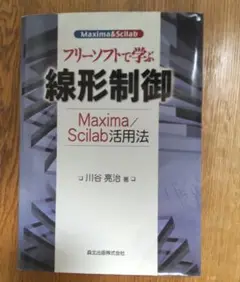 Maxima&Scilab
フリーソフトで学ぶ
線形制御
Maxima/
Scilab活用法
川谷 亮治 著
森北出版株式会社